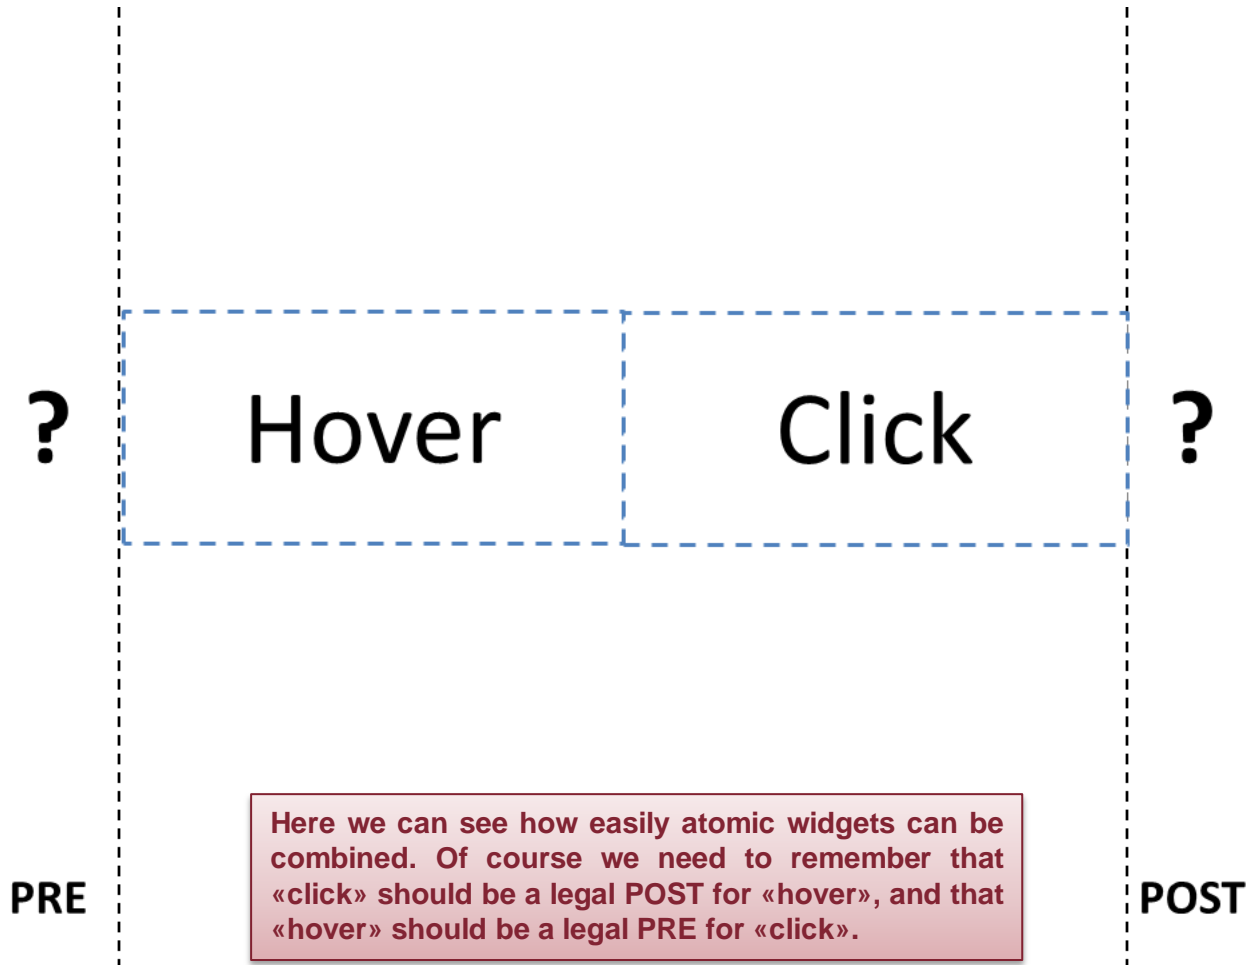 ? Hover Click ?
Here we can see how easily atomic widgets can be
combined. Of course we need to remember that
«click» should be a legal POST for «hover», and that
«hover» should be a legal PRE for «click».
PRE
POST